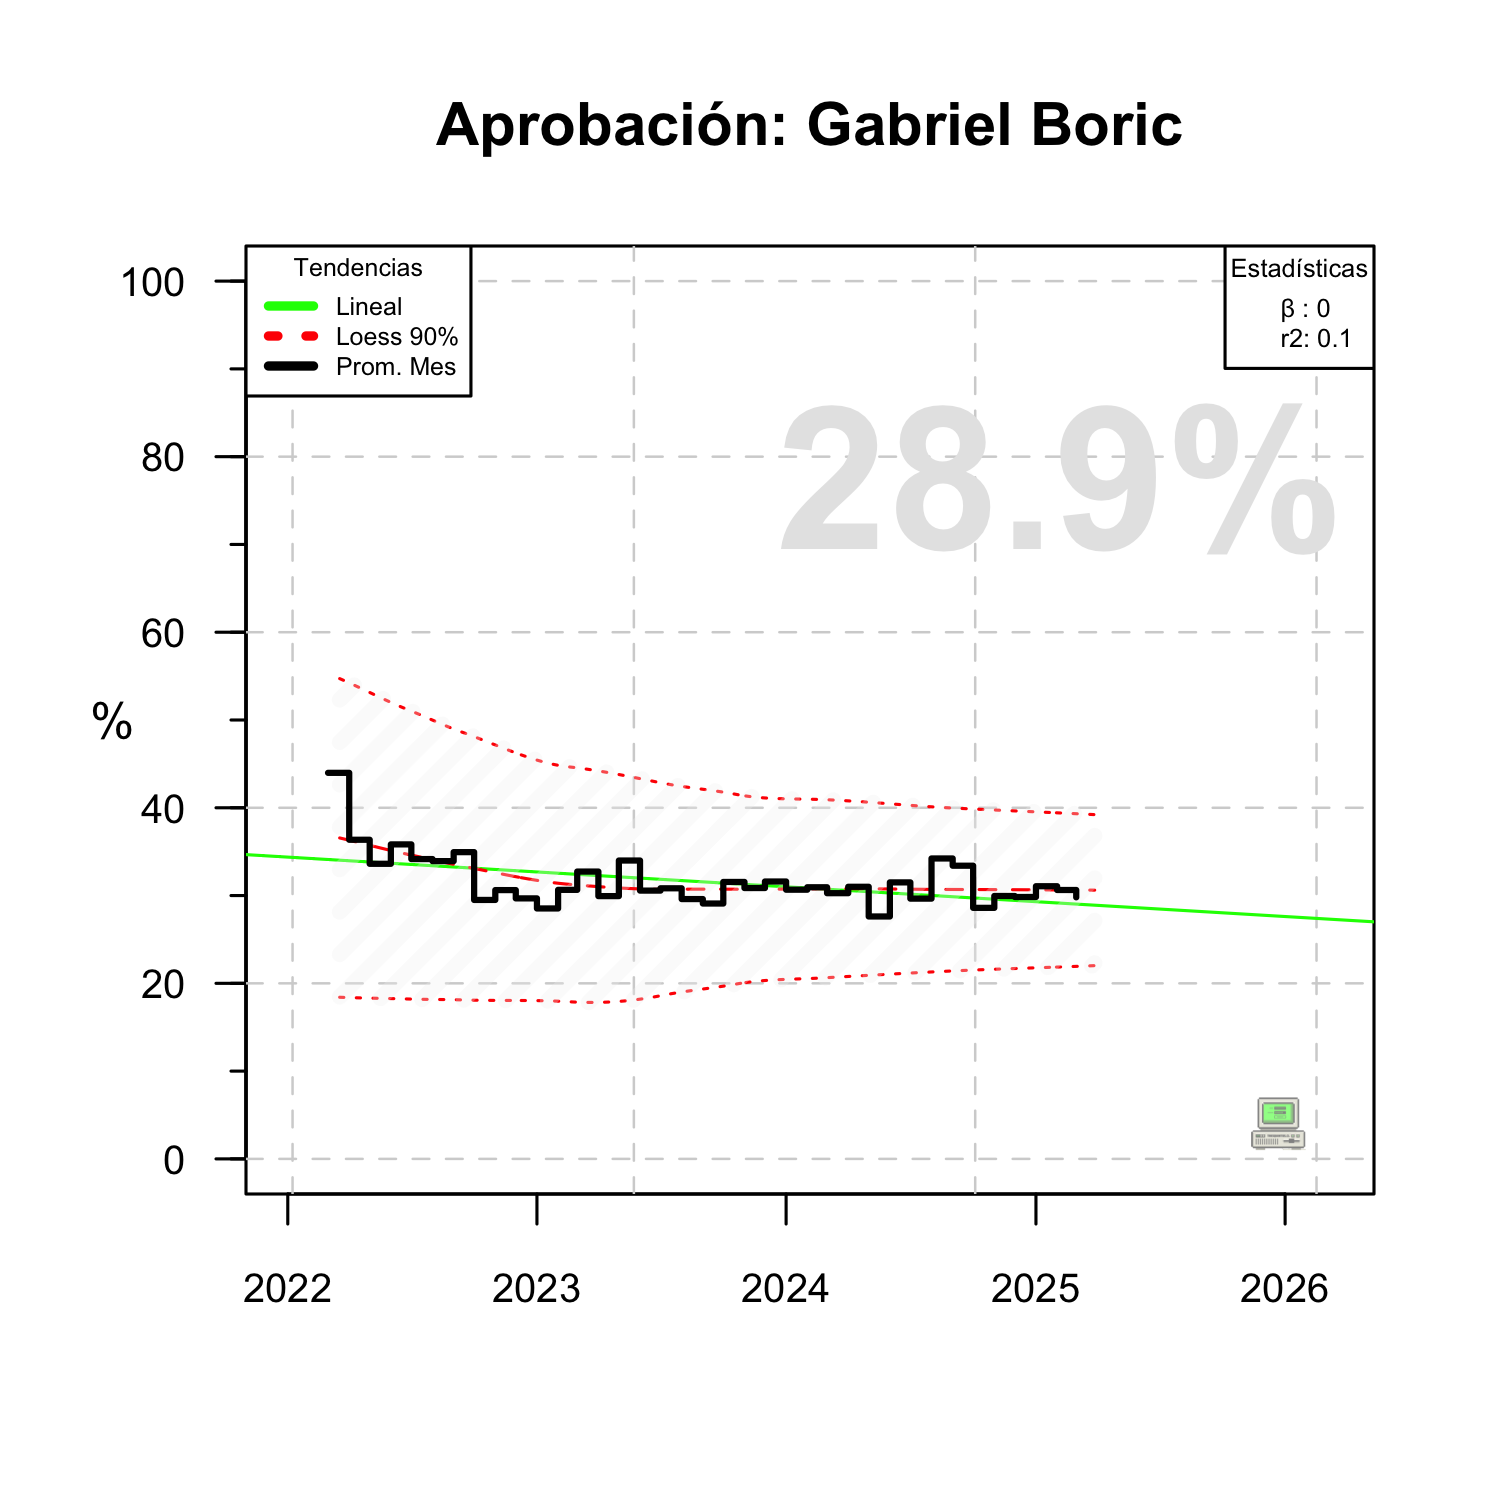 Aprobación: Gabriel Boric
Tendencias
Lineal
Loess 90%
Prom. Mes
Estadísticas
β : 0
r2: 0.1
28.9%
100
80
60
40
20
0
%
2022 2023 2024 2025 2026